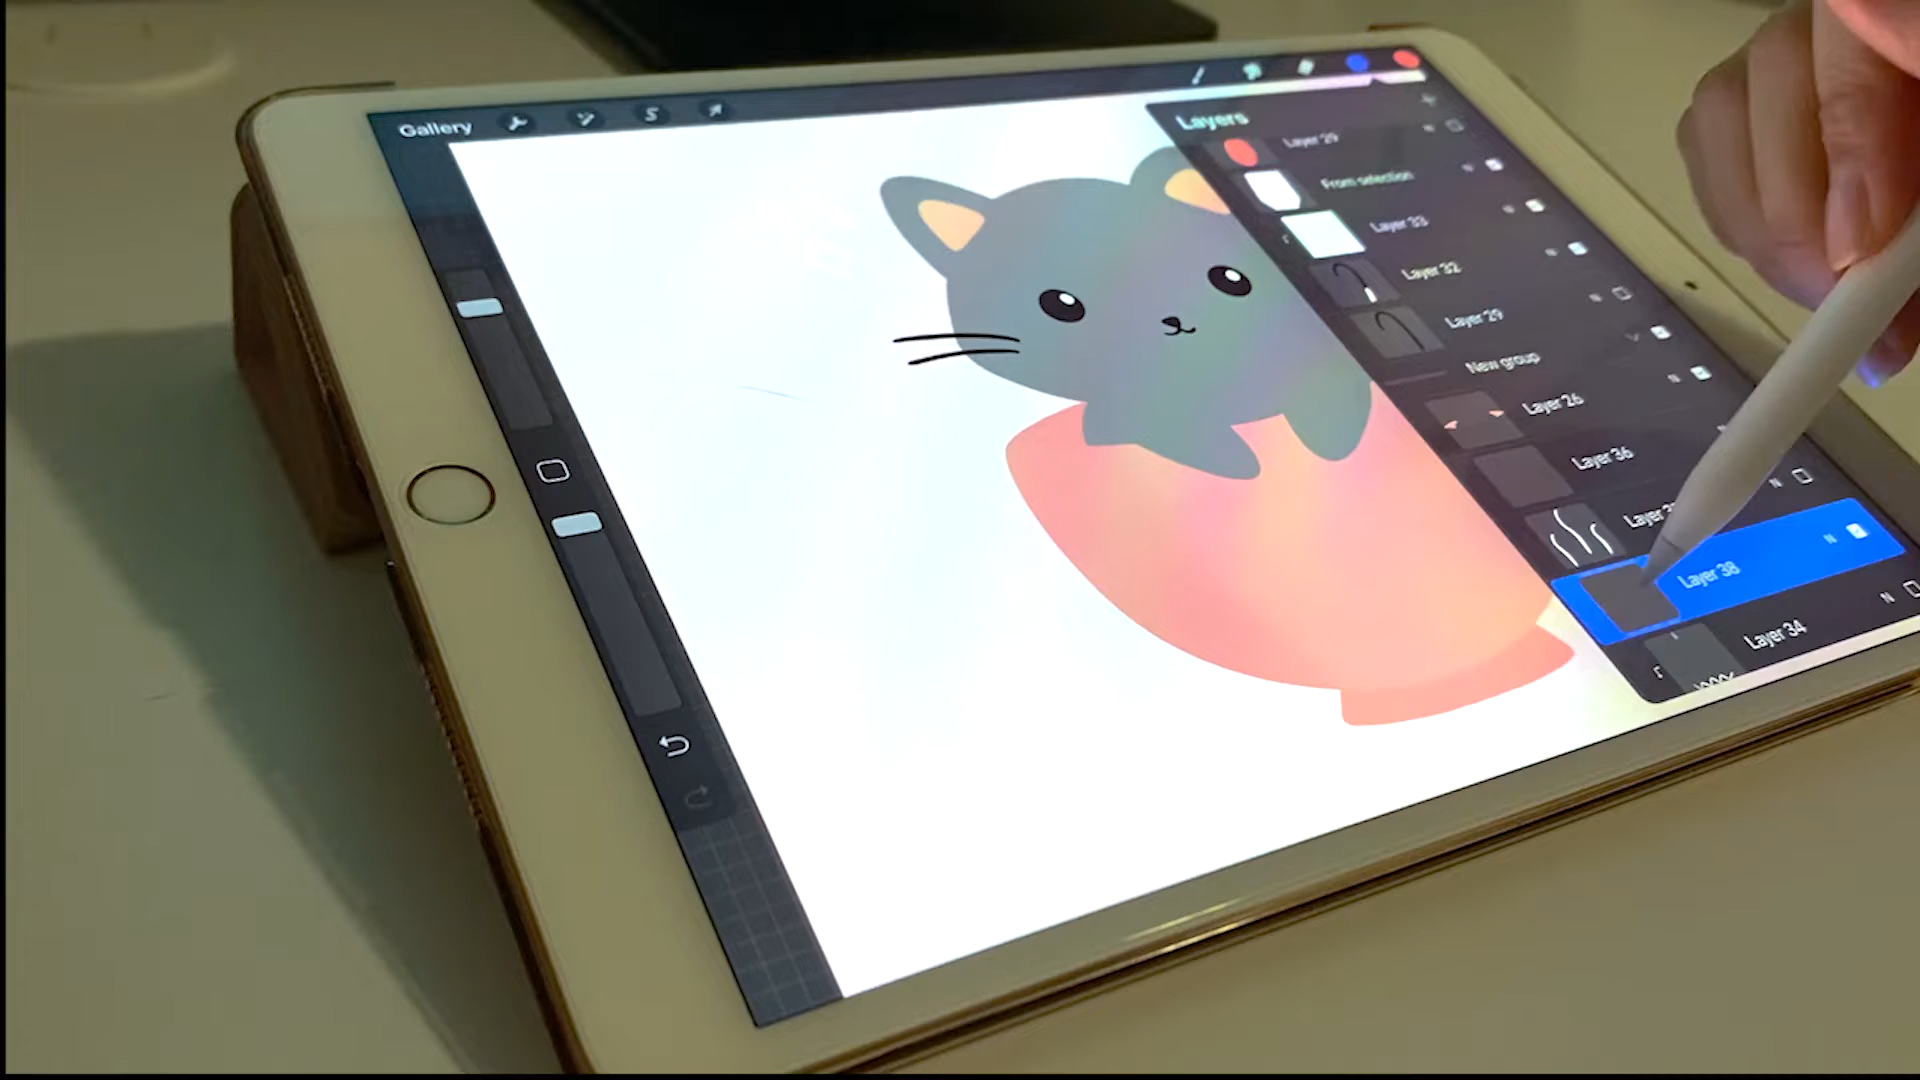 Gallery
Layers
Layer 29
N
From selection
N
Layer 33
N
Layer 32
N
Layer 29
N
New group
Layer 26
N
Layer 36
Layer
N
Layer 38
N
Layer 34
N